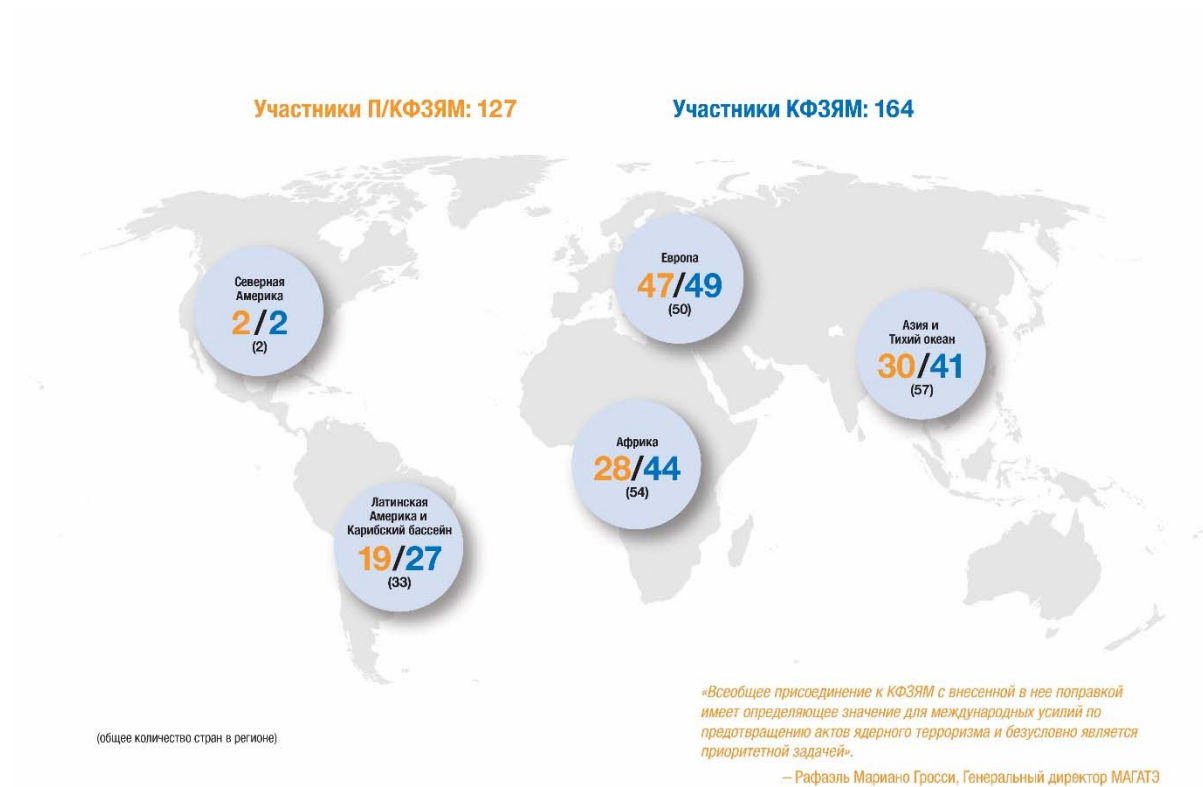 Участники П/КФЗЯМ: 127
Участники КФЗЯМ: 164
Северная
Америка
2/2
(2)
Европа
47/49
(50)
Азия и
Тихий океан
30/41
(57)
Африка
28/44
(54)
Латинская
Америка и
Карибский бассейн
19/27
(33)
(общее количество стран в регионе)
«Всеобщее присоединение к КФЗЯМ с внесенной в нее поправкой
имеет определяющее значение для международных усилий по
предотвращению актов ядерного терроризма и безусловно является
приоритетной задачей».
– Рафаэль Мариано Гросси, Генеральный директор МАГАТЭ